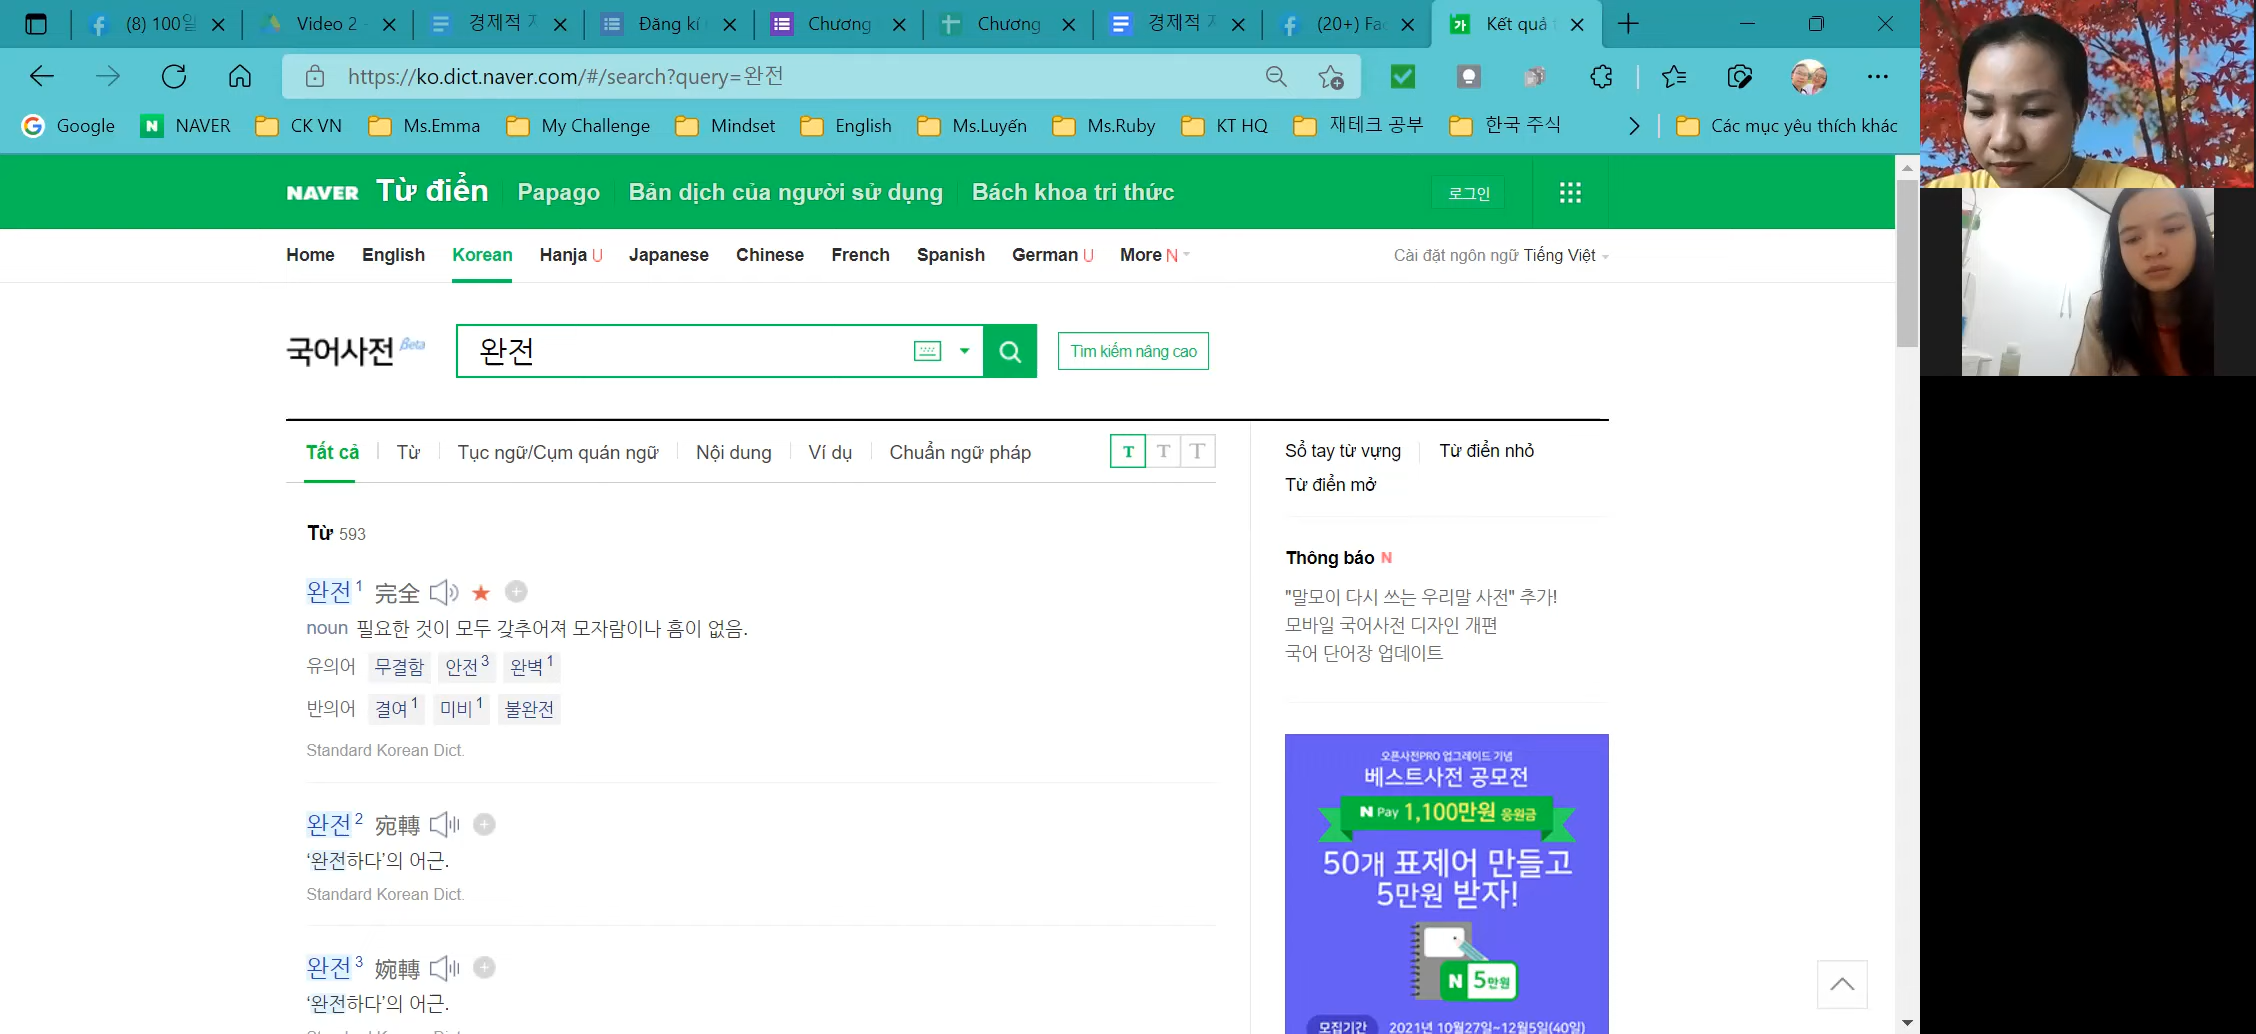 (8) 100일
Video 2 -
경제적 ㅈ
Đăng kí
Chương
Chương
경제적 ㅈ
(20+) Fac
Kết quả t
https://ko.dict.naver.com/#/search?query=완전
Google
NAVER
CK VN
Ms.Emma
My Challenge
Mindset
English
Ms.Luyến
Ms.Ruby
KT HQ
재테크 공부
한국 주식
Các mục yêu thích khác
NAVER Từ điển Papago Bản dịch của người sử dụng Bách khoa tri thức
로그인
Home English Korean Hanja U Japanese Chinese French Spanish German U More N
Cài đặt ngôn ngữ Tiếng Việt
국어사전 Beta
완전
Tìm kiếm nâng cao
Tất cả Từ Tục ngữ/Cụm quán ngữ Nội dung Ví dụ Chuẩn ngữ pháp
T T T
Từ 593
완전 1 完全
noun 필요한 것이 모두 갖추어져 모자람이나 흠이 없음.
유의어 무결함 안전 3 완벽 1
반의어 결여 1 미비 1 불완전
Standard Korean Dict.
완전 2 宛轉
‘완전하다’의 어근.
Standard Korean Dict.
완전 3 婉轉
‘완전하다’의 어근.
Standard Korean Dict.
Sổ tay từ vựng Từ điển nhỏ
Từ điển mở
Thông báo N
"말모이 다시 쓰는 우리말 사전" 추가!
모바일 국어사전 디자인 개편
국어 단어장 업데이트
오픈사전PRO 업그레이드 기념
베스트사전 공모전
N Pay 1,100만원 응원금
50개 표제어 만들고
5만원 받자!
N 5만원
모집기간 2021년 10월27일~12월5일(40일)